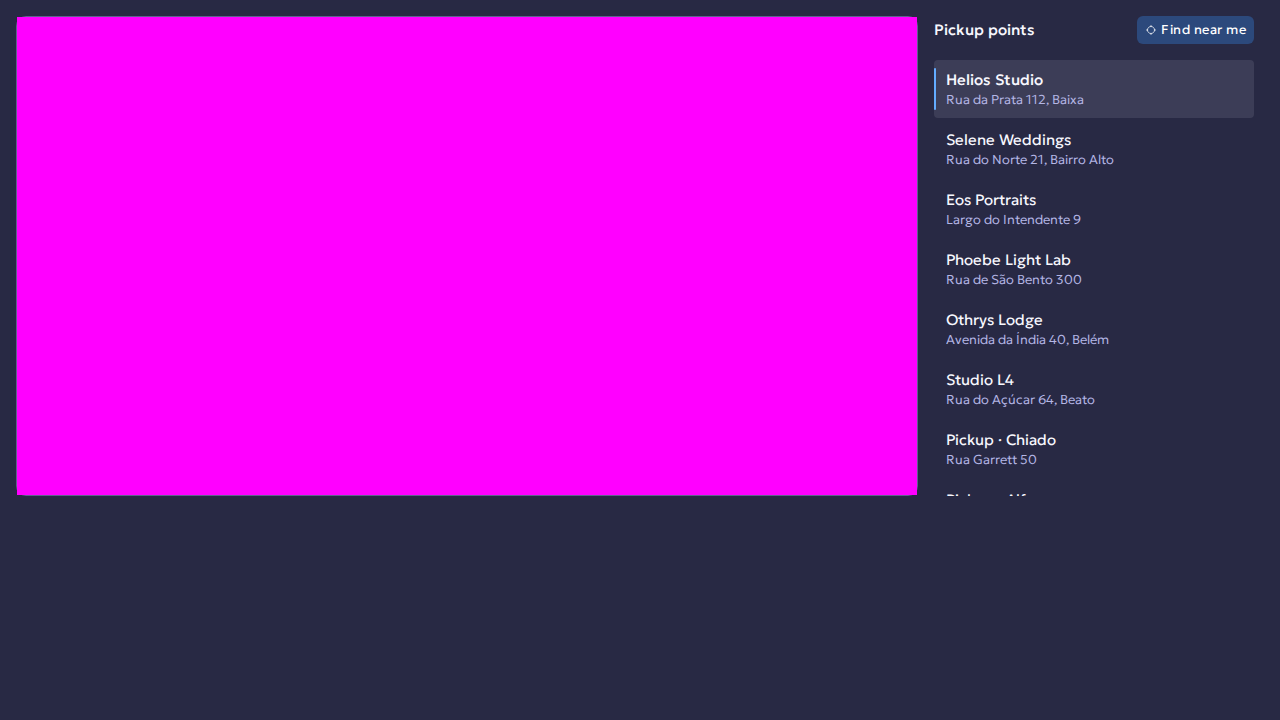 Pickup points
Find near me
Helios Studio
Rua da Prata 112, Baixa
Selene Weddings
Rua do Norte 21, Bairro Alto
Eos Portraits
Largo do Intendente 9
Phoebe Light Lab
Rua de São Bento 300
Othrys Lodge
Avenida da Índia 40, Belém
Studio L4
Rua do Açúcar 64, Beato
Pickup · Chiado
Rua Garrett 50